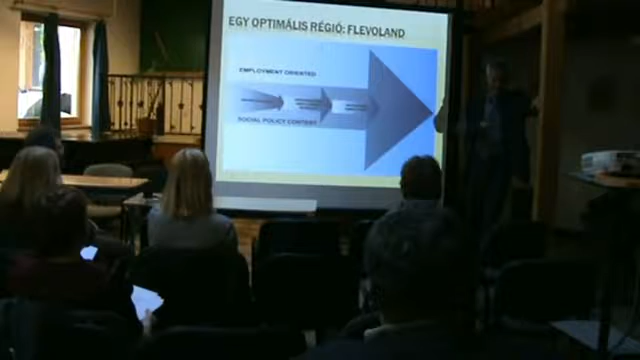 EGY OPTIMÁLIS RÉGIÓ: FLEVOLAND
EMPLOYMENT ORIENTED
SOCIAL POLICY CONTEXT